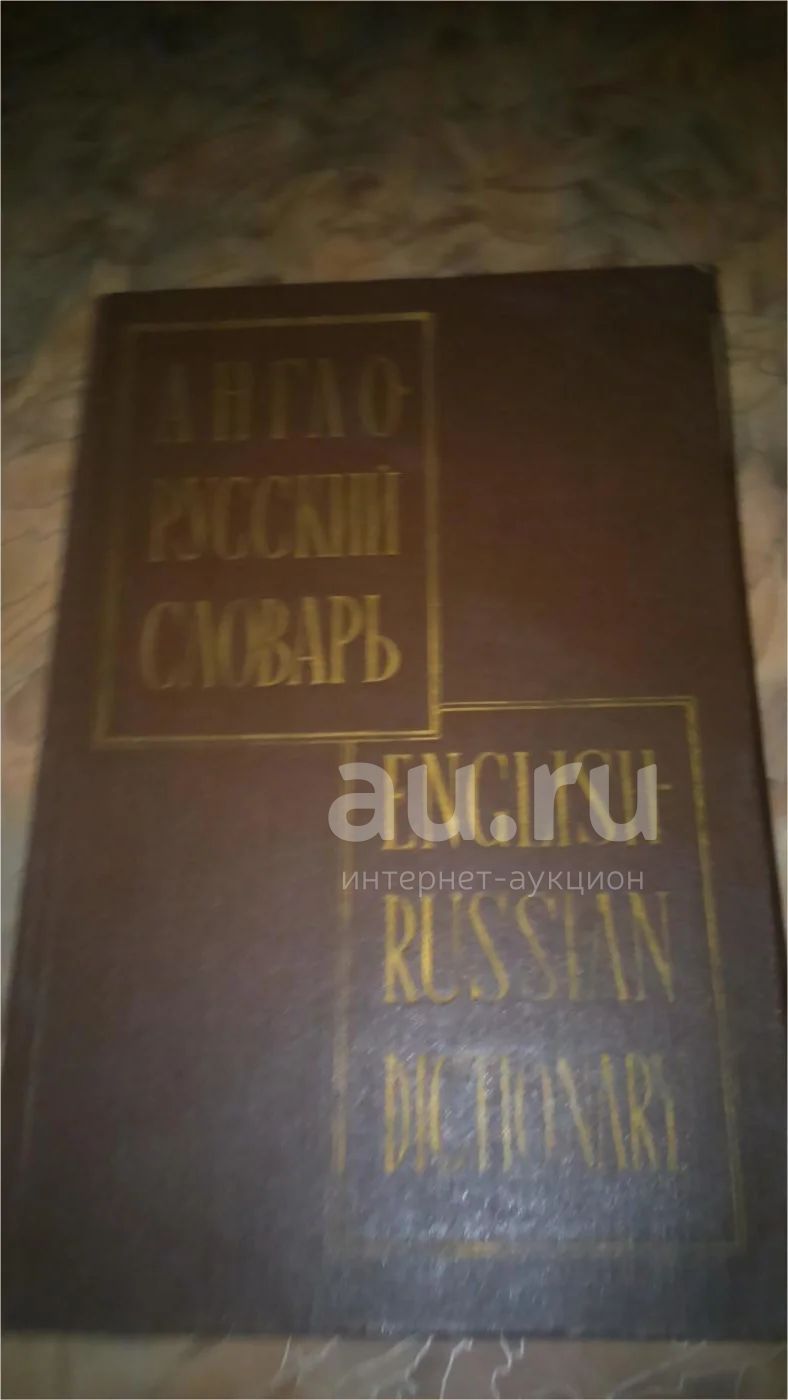 АНГЛО-
РУССКИЙ
СЛОВАРЬ
ENGLISH-
RUSSIAN
DICTIONARY
au.ru
интернет-аукцион